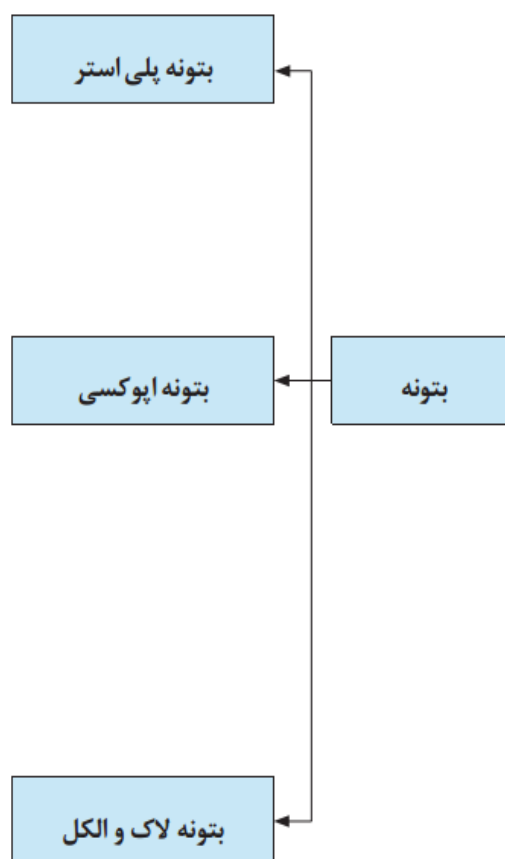 بتونه پلی استر
بتونه
بتونه اپوکسی
بتونه لاک و الکل